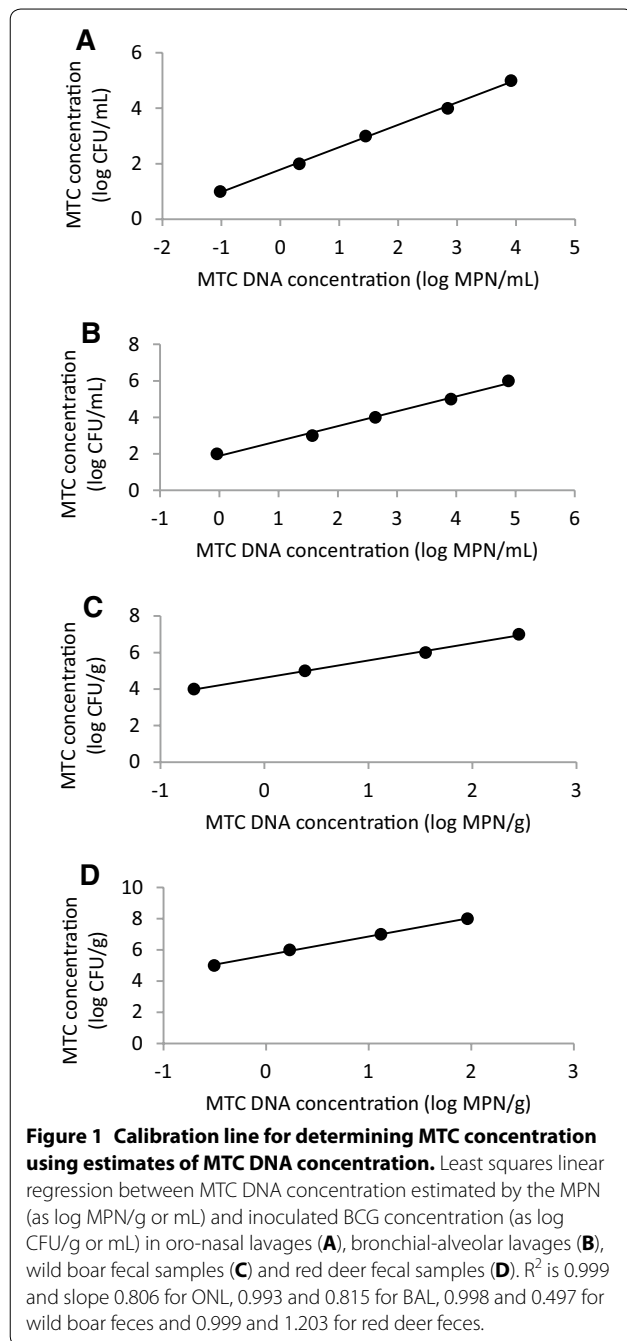 A
6
4
2
0
MTC concentration
(log CFU/mL)
-2 -1 0 1 2 3 4 5
MTC DNA concentration (log MPN/mL)
B
8
6
4
2
0
MTC concentration
(log CFU/mL)
-1 0 1 2 3 4 5 6
MTC DNA concentration (log MPN/mL)
C
8
6
4
2
0
MTC concentration
(log CFU/g)
-1 0 1 2 3
MTC DNA concentration (log MPN/g)
D
10
8
6
4
2
0
MTC concentration
(log CFU/g)
-1 0 1 2 3
MTC DNA concentration (log MPN/g)
Figure 1 Calibration line for determining MTC concentration
using estimates of MTC DNA concentration. Least squares linear
regression between MTC DNA concentration estimated by the MPN
(as log MPN/g or mL) and inoculated BCG concentration (as log
CFU/g or mL) in oro-nasal lavages (A), bronchial-alveolar lavages (B),
wild boar fecal samples (C) and red deer fecal samples (D). R² is 0.999
and slope 0.806 for ONL, 0.993 and 0.815 for BAL, 0.998 and 0.497 for
wild boar feces and 0.999 and 1.203 for red deer feces.